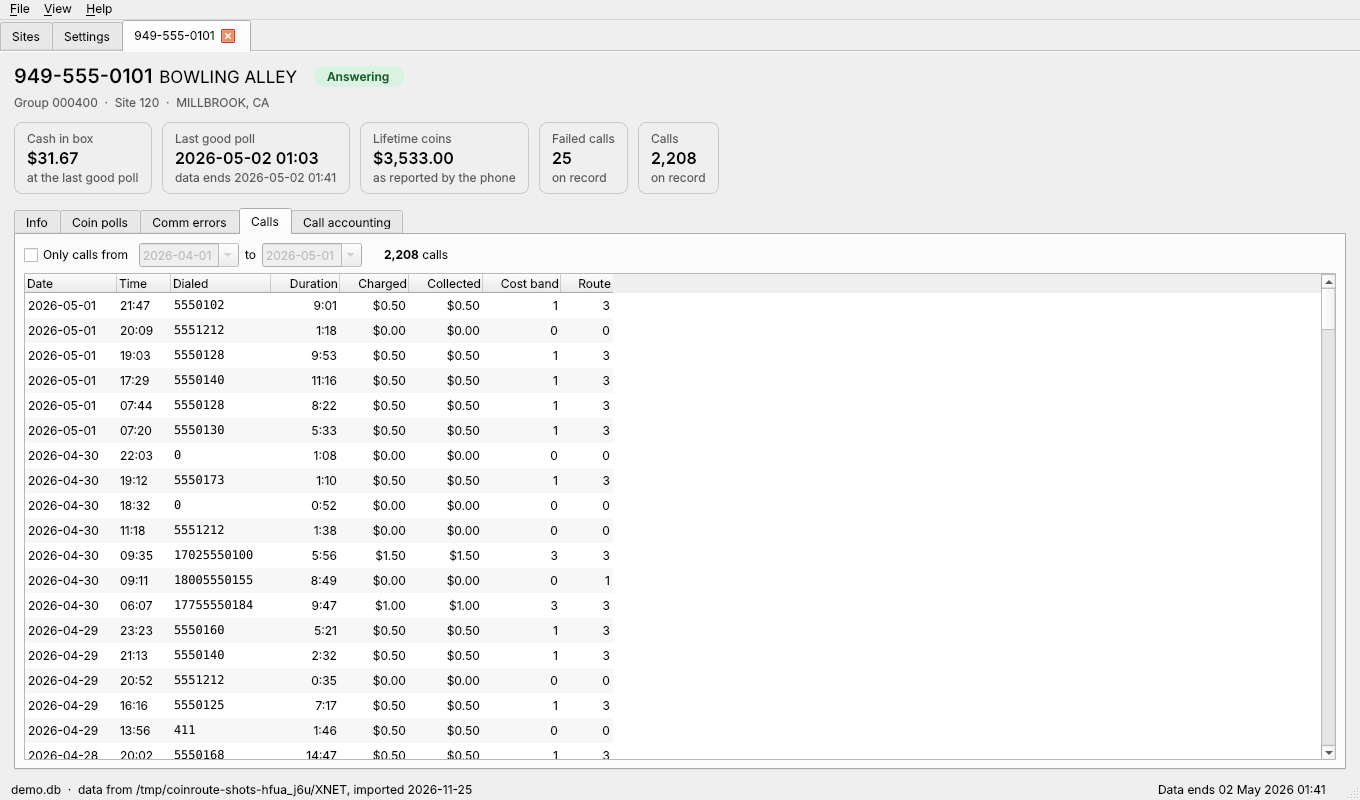 File View Help
Sites Settings 949-555-0101
949-555-0101 BOWLING ALLEY Answering
Group 000400 · Site 120 · MILLBROOK, CA
Cash in box Last good poll Lifetime coins Failed calls Calls
$31.67 2026-05-02 01:03 $3,533.00 25 2,208
at the last good poll data ends 2026-05-02 01:41 as reported by the phone on record on record
Info Coin polls Comm errors Calls Call accounting
Only calls from 2026-04-01 to 2026-05-01 2,208 calls
Date Time Dialed Duration Charged Collected Cost band Route
2026-05-01 21:47 5550102 9:01 $0.50 $0.50 1 3
2026-05-01 20:09 5551212 1:18 $0.00 $0.00 0 0
2026-05-01 19:03 5550128 9:53 $0.50 $0.50 1 3
2026-05-01 17:29 5550140 11:16 $0.50 $0.50 1 3
2026-05-01 07:44 5550128 8:22 $0.50 $0.50 1 3
2026-05-01 07:20 5550130 5:33 $0.50 $0.50 1 3
2026-04-30 22:03 0 1:08 $0.00 $0.00 0 0
2026-04-30 19:12 5550173 1:10 $0.50 $0.50 1 3
2026-04-30 18:32 0 0:52 $0.00 $0.00 0 0
2026-04-30 11:18 5551212 1:38 $0.00 $0.00 0 0
2026-04-30 09:35 17025550100 5:56 $1.50 $1.50 3 3
2026-04-30 09:11 18005550155 8:49 $0.00 $0.00 0 1
2026-04-30 06:07 17755550184 9:47 $1.00 $1.00 3 3
2026-04-29 23:23 5550160 5:21 $0.50 $0.50 1 3
2026-04-29 21:13 5550140 2:32 $0.50 $0.50 1 3
2026-04-29 20:52 5551212 0:35 $0.00 $0.00 0 0
2026-04-29 16:16 5550125 7:17 $0.50 $0.50 1 3
2026-04-29 13:56 411 1:46 $0.50 $0.50 0 0
2026-04-28 20:02 5550168 14:47 $0.50 $0.50 1 3
demo.db · data from /tmp/coinroute-shots-hfua_j6u/XNET, imported 2026-11-25 Data ends 02 May 2026 01:41